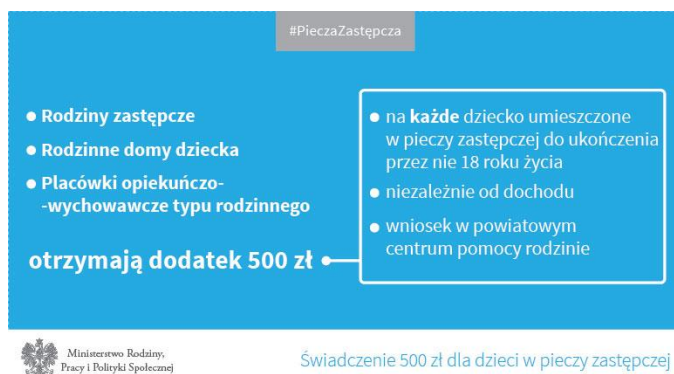 #PieczaZastępcza
Rodziny zastępcze
Rodzinne domy dziecka
Placówki opiekuńczo-
-wychowawcze typu rodzinnego
otrzymają dodatek 500 zł
na każde dziecko umieszczone
w pieczy zastępczej do ukończenia
przez nie 18 roku życia
niezależnie od dochodu
wniosek w powiatowym
centrum pomocy rodzinie
Ministerstwo Rodziny,
Pracy i Polityki Społecznej
Świadczenie 500 zł dla dzieci w pieczy zastępczej